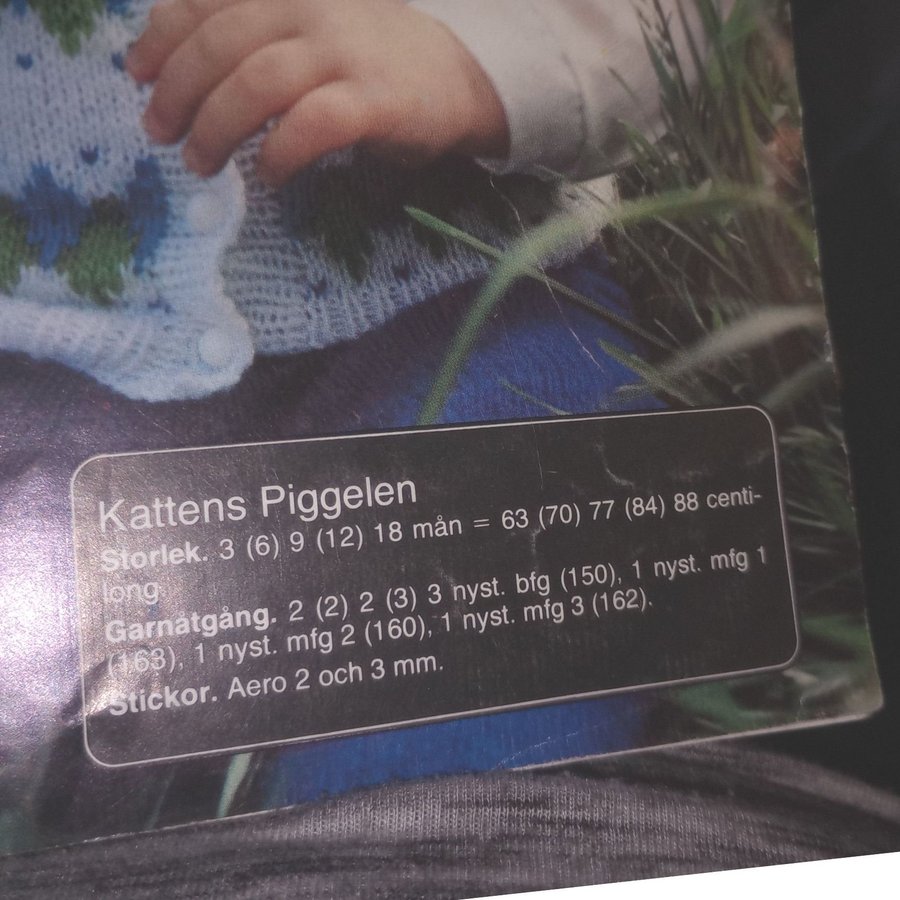 Kattens Piggelen
Storlek. 3 (6) 9 (12) 18 mån = 63 (70) 77 (84) 88 centi-
long
Garnåtgång. 2 (2) 2 (3) 3 nyst. bfg (150), 1 nyst. mfg 1
(163), 1 nyst. mfg 2 (160), 1 nyst. mfg 3 (162).
Stickor. Aero 2 och 3 mm.